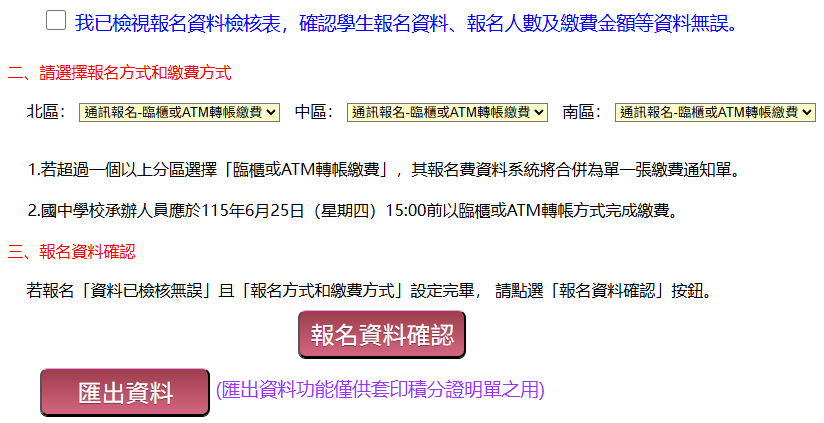 我已檢視報名資料檢核表，確認學生報名資料、報名人數及繳費金額等資料無誤。
二、請選擇報名方式和繳費方式
北區： 通訊報名-臨櫃或ATM轉帳繳費 中區： 通訊報名-臨櫃或ATM轉帳繳費 南區： 通訊報名-臨櫃或ATM轉帳繳費
1.若超過一個以上分區選擇「臨櫃或ATM轉帳繳費」，其報名費資料系統將合併為單一張繳費通知單。
2.國中學校承辦人員應於115年6月25日（星期四）15:00前以臨櫃或ATM轉帳方式完成繳費。
三、報名資料確認
若報名「資料已檢核無誤」且「報名方式和繳費方式」設定完畢， 請點選「報名資料確認」按鈕。
報名資料確認
匯出資料 (匯出資料功能僅供套印積分證明單之用)